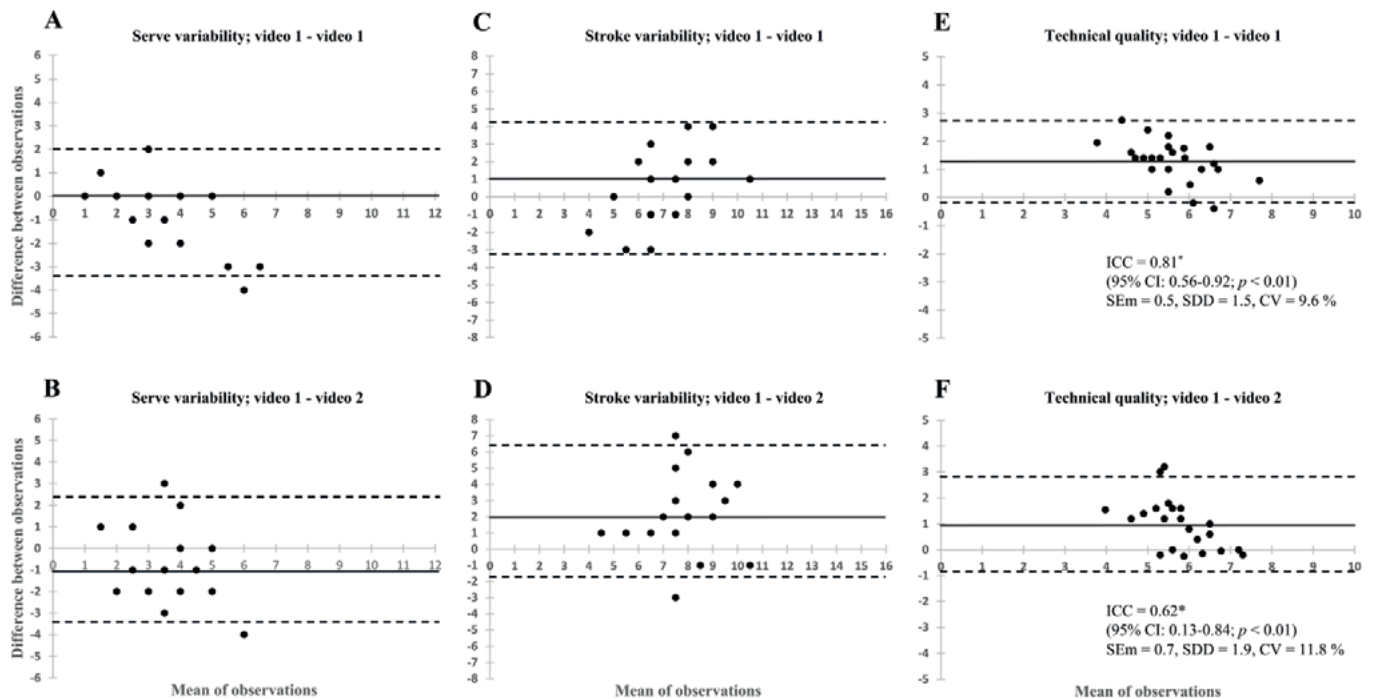 A
Serve variability; video 1 - video 1
Difference between observations
6
5
4
3
2
1
0
-1
-2
-3
-4
-5
-6
0 1 2 3 4 5 6 7 8 9 10 11 12
C
Stroke variability; video 1 - video 1
8
7
6
5
4
3
2
1
0
-1
-2
-3
-4
-5
-6
-7
-8
0 1 2 3 4 5 6 7 8 9 10 11 12 13 14 15 16
E
Technical quality; video 1 - video 1
5
4
3
2
1
0
-1
-2
-3
-4
-5
0 1 2 3 4 5 6 7 8 9 10
ICC = 0.81*
(95% CI: 0.56-0.92; p < 0.01)
SEm = 0.5, SDD = 1.5, CV = 9.6 %
B
Serve variability; video 1 - video 2
Difference between observations
6
5
4
3
2
1
0
-1
-2
-3
-4
-5
-6
0 1 2 3 4 5 6 7 8 9 10 11 12
Mean of observations
D
Stroke variability; video 1 - video 2
8
7
6
5
4
3
2
1
0
-1
-2
-3
-4
-5
-6
-7
-8
0 1 2 3 4 5 6 7 8 9 10 11 12 13 14 15 16
Mean of observations
F
Technical quality; video 1 - video 2
5
4
3
2
1
0
-1
-2
-3
-4
-5
0 1 2 3 4 5 6 7 8 9 10
ICC = 0.62*
(95% CI: 0.13-0.84; p < 0.01)
SEm = 0.7, SDD = 1.9, CV = 11.8 %
Mean of observations